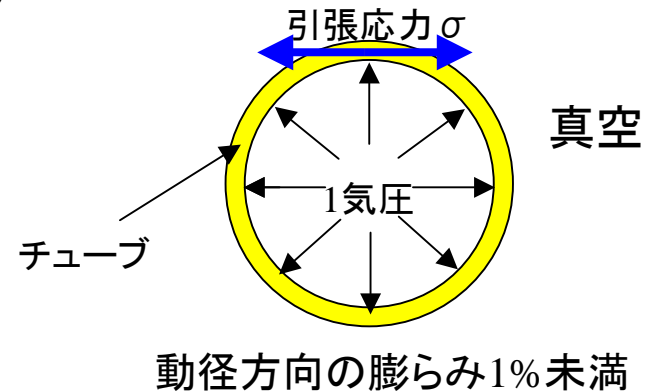 引張応力σ
真空
1気圧
チューブ
動径方向の膨らみ1%未満